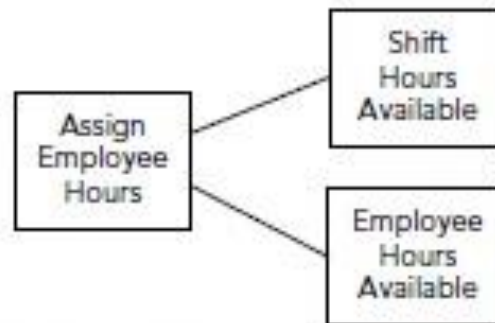 Assign
Employee
Hours
Shift
Hours
Available
Employee
Hours
Available